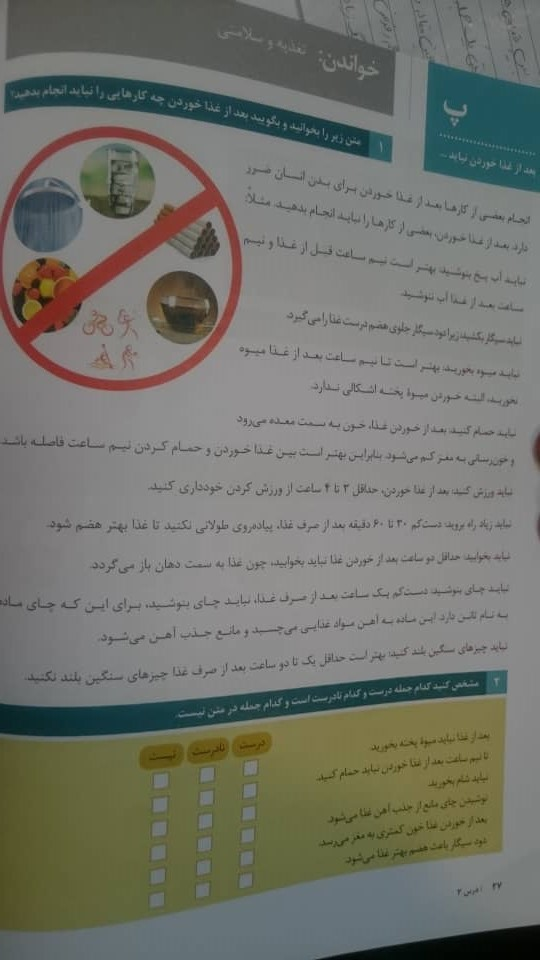 خواندن: تغذیه و سلامتی
پ
بعد از غذا خوردن نباید ...
۱ متن زیر را بخوانید و بگویید بعد از غذا خوردن چه کارهایی را نباید انجام بدهید؟
انجام بعضی از کارها بعد از غذا خوردن برای بدن انسان ضرر
دارد. بعد از غذا خوردن، بعضی از کارها را نباید انجام بدهید. مثلاً:
نباید آب یخ بنوشید: بهتر است نیم ساعت قبل از غذا و نیم
ساعت بعد از غذا آب ننوشید.
نباید سیگار بکشید: زیرا دود سیگار جلوی هضم درست غذا را می‌گیرد.
نباید میوه بخورید: بهتر است تا نیم ساعت بعد از غذا میوه
نخورید. البته خوردن میوهٔ پخته اشکالی ندارد.
نباید حمام کنید: بعد از خوردن غذا، خون به سمت معده می‌رود
و خون‌رسانی به مغز کم می‌شود. بنابراین بهتر است بین غذا خوردن و حمام کردن نیم ساعت فاصله باشد.
نباید ورزش کنید: بعد از غذا خوردن، حداقل ۳ تا ۴ ساعت از ورزش کردن خودداری کنید.
نباید زیاد راه بروید: دست‌کم ۳۰ تا ۶۰ دقیقه بعد از صرف غذا، پیاده‌روی طولانی نکنید تا غذا بهتر هضم شود.
نباید بخوابید: حداقل دو ساعت بعد از خوردن غذا نباید بخوابید، چون غذا به سمت دهان باز می‌گردد.
نباید چای بنوشید: دست‌کم یک ساعت بعد از صرف غذا، نباید چای بنوشید، برای این که چای ماده
به نام تانن دارد. این ماده به آهن مواد غذایی می‌چسبد و مانع جذب آهن می‌شود.
نباید چیزهای سنگین بلند کنید: بهتر است حداقل یک تا دو ساعت بعد از صرف غذا چیزهای سنگین بلند نکنید.
۲ مشخص کنید کدام جمله درست و کدام نادرست است و کدام جمله در متن نیست.
درست نادرست نیست
بعد از غذا نباید میوهٔ پخته بخورید.
تا نیم ساعت بعد از غذا خوردن نباید حمام کنید.
نباید شام بخورید.
نوشیدن چای مانع از جذب آهن غذا می‌شود.
بعد از خوردن غذا خون کمتری به مغز می‌رسد.
دود سیگار باعث هضم بهتر غذا می‌شود.
۲۷ / درس ۲